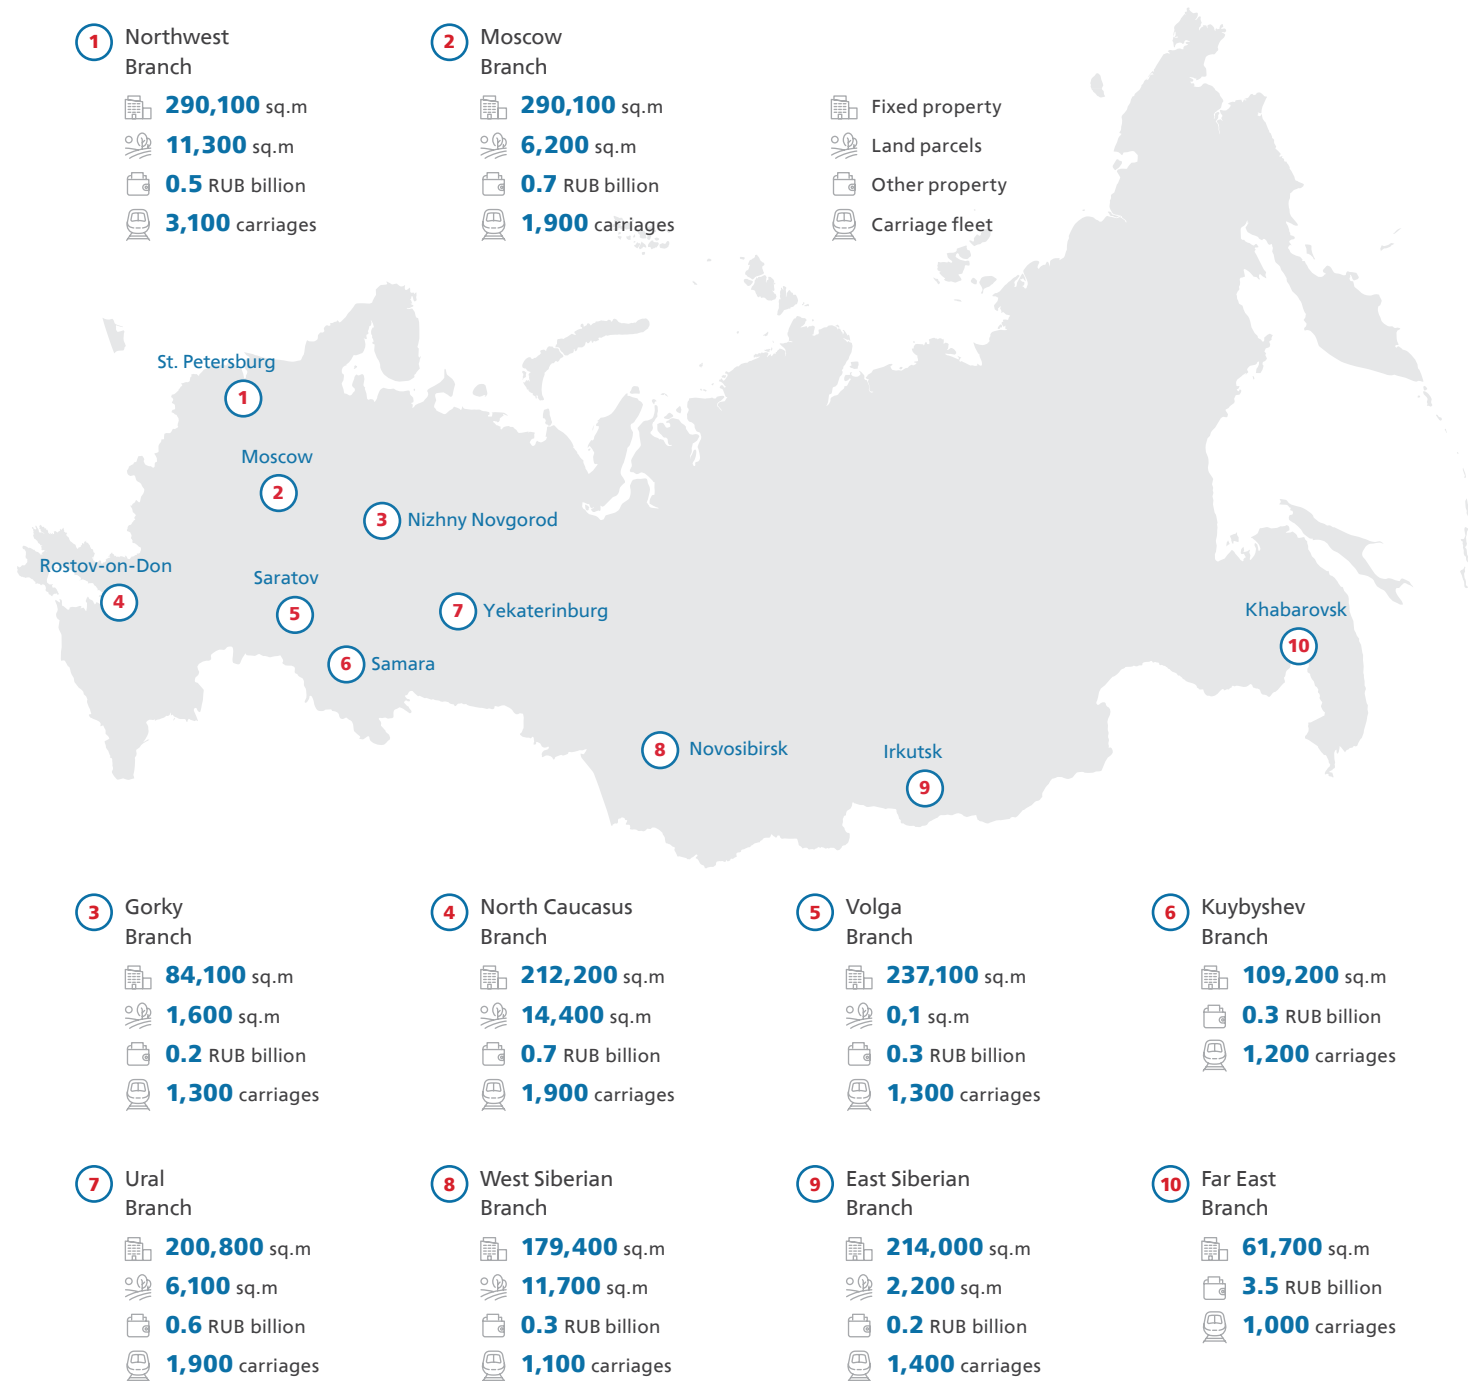 1
Northwest
Branch
290,100 sq.m
11,300 sq.m
0.5 RUB billion
3,100 carriages
2
Moscow
Branch
290,100 sq.m
6,200 sq.m
0.7 RUB billion
1,900 carriages
Fixed property
Land parcels
Other property
Carriage fleet
St. Petersburg
1
Moscow
2
3 Nizhny Novgorod
Rostov-on-Don
4
Saratov
5
6 Samara
7 Yekaterinburg
8 Novosibirsk
Irkutsk
9
Khabarovsk
10
3
Gorky
Branch
84,100 sq.m
1,600 sq.m
0.2 RUB billion
1,300 carriages
4
North Caucasus
Branch
212,200 sq.m
14,400 sq.m
0.7 RUB billion
1,900 carriages
5
Volga
Branch
237,100 sq.m
0,1 sq.m
0.3 RUB billion
1,300 carriages
6
Kuybyshev
Branch
109,200 sq.m
0.3 RUB billion
1,200 carriages
7
Ural
Branch
200,800 sq.m
6,100 sq.m
0.6 RUB billion
1,900 carriages
8
West Siberian
Branch
179,400 sq.m
11,700 sq.m
0.3 RUB billion
1,100 carriages
9
East Siberian
Branch
214,000 sq.m
2,200 sq.m
0.2 RUB billion
1,400 carriages
10
Far East
Branch
61,700 sq.m
3.5 RUB billion
1,000 carriages